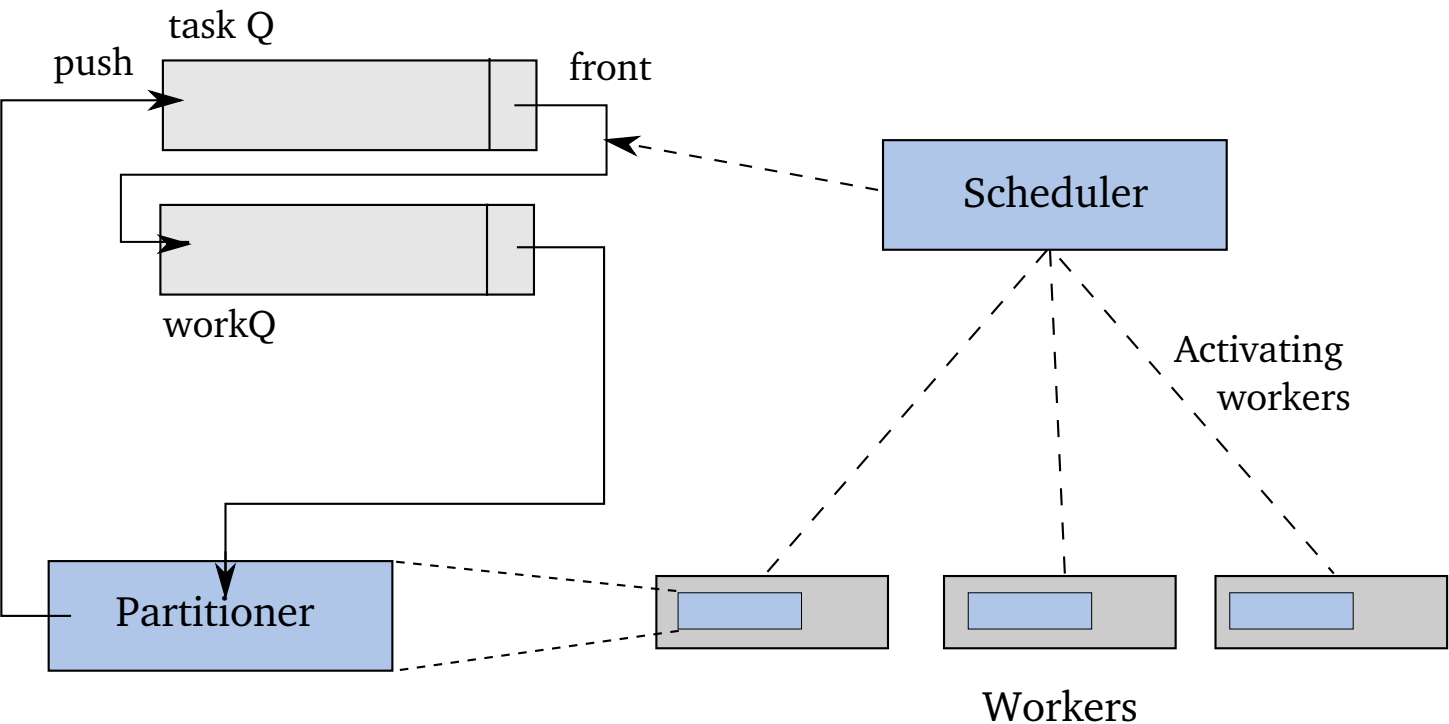 task Q
push
front
Scheduler
workQ
Activating
workers
Partitioner
Workers